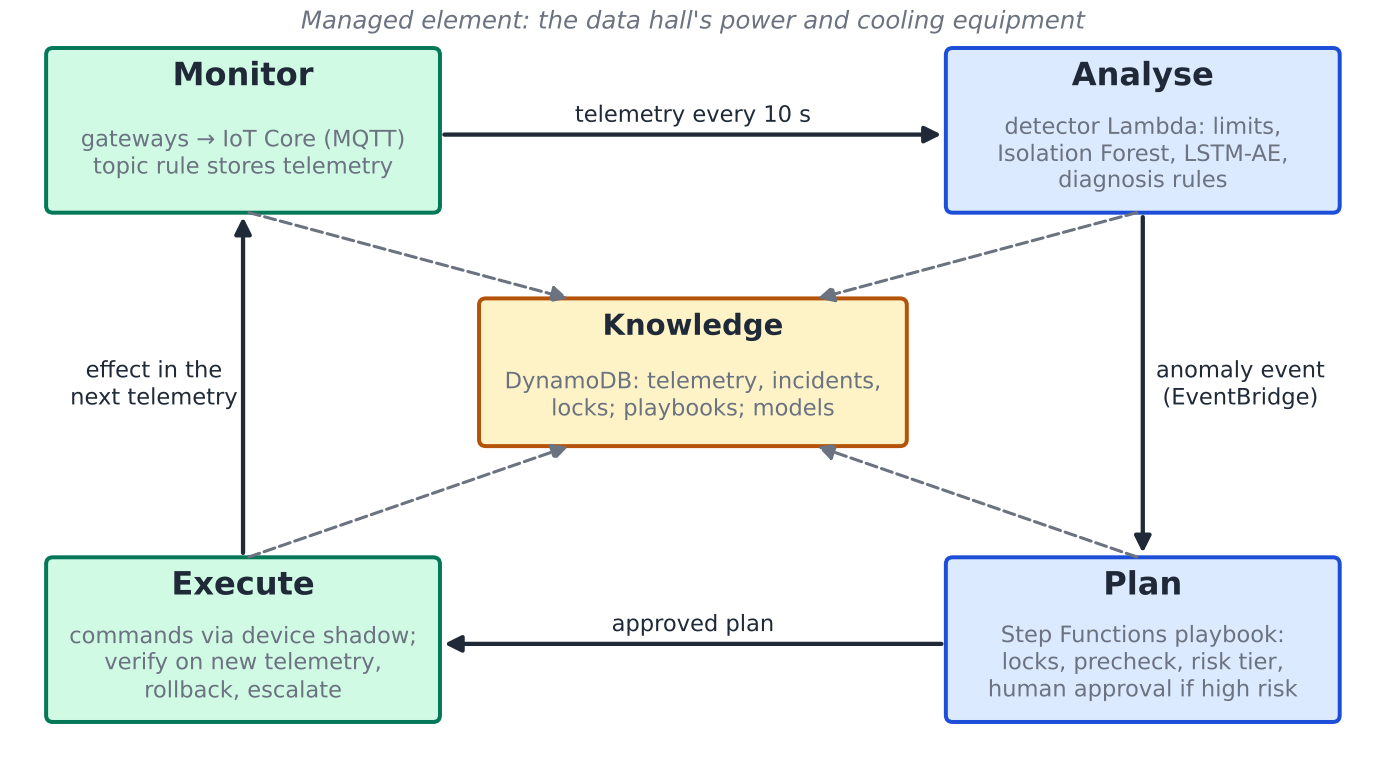 Managed element: the data hall's power and cooling equipment
Monitor
gateways → IoT Core (MQTT)
topic rule stores telemetry
telemetry every 10 s
Analyse
detector Lambda: limits,
Isolation Forest, LSTM-AE,
diagnosis rules
Knowledge
DynamoDB: telemetry, incidents,
locks; playbooks; models
effect in the
next telemetry
anomaly event
(EventBridge)
Execute
commands via device shadow;
verify on new telemetry,
rollback, escalate
approved plan
Plan
Step Functions playbook:
locks, precheck, risk tier,
human approval if high risk